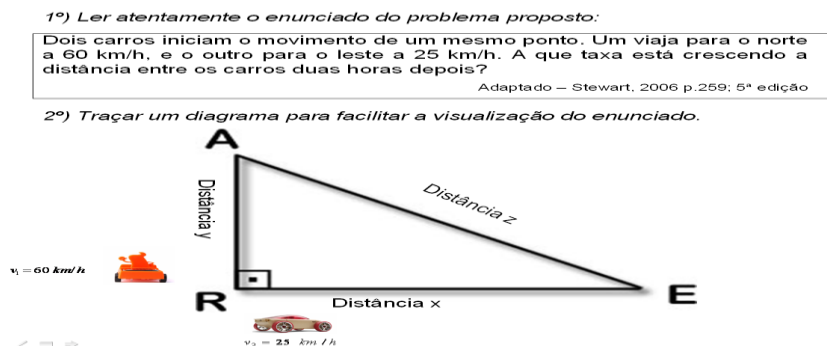 1º) Ler atentamente o enunciado do problema proposto:
Dois carros iniciam o movimento de um mesmo ponto. Um viaja para o norte
a 60 km/h, e o outro para o leste a 25 km/h. A que taxa está crescendo a
distância entre os carros duas horas depois?
Adaptado – Stewart, 2006 p.259; 5ª edição
2º) Traçar um diagrama para facilitar a visualização do enunciado.
A
Distância y
Distância z
v₁ = 60 km/h
R
Distância x
E
v₂ = 25 km / h